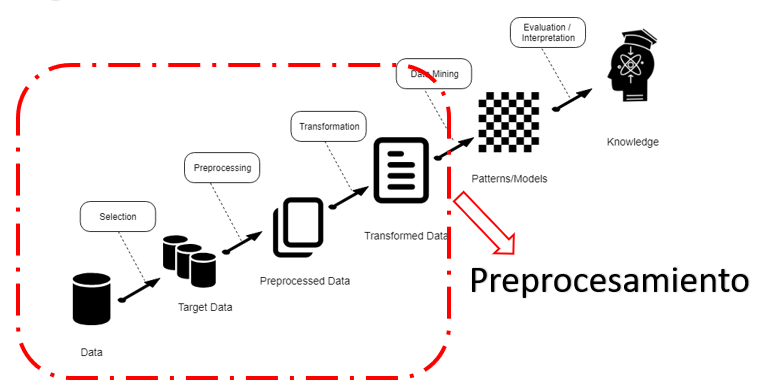 Evaluation /
Interpretation
Data Mining
Knowledge
Transformation
Patterns/Models
Preprocessing
Transformed Data
Selection
Preprocessed Data
Preprocesamiento
Target Data
Data